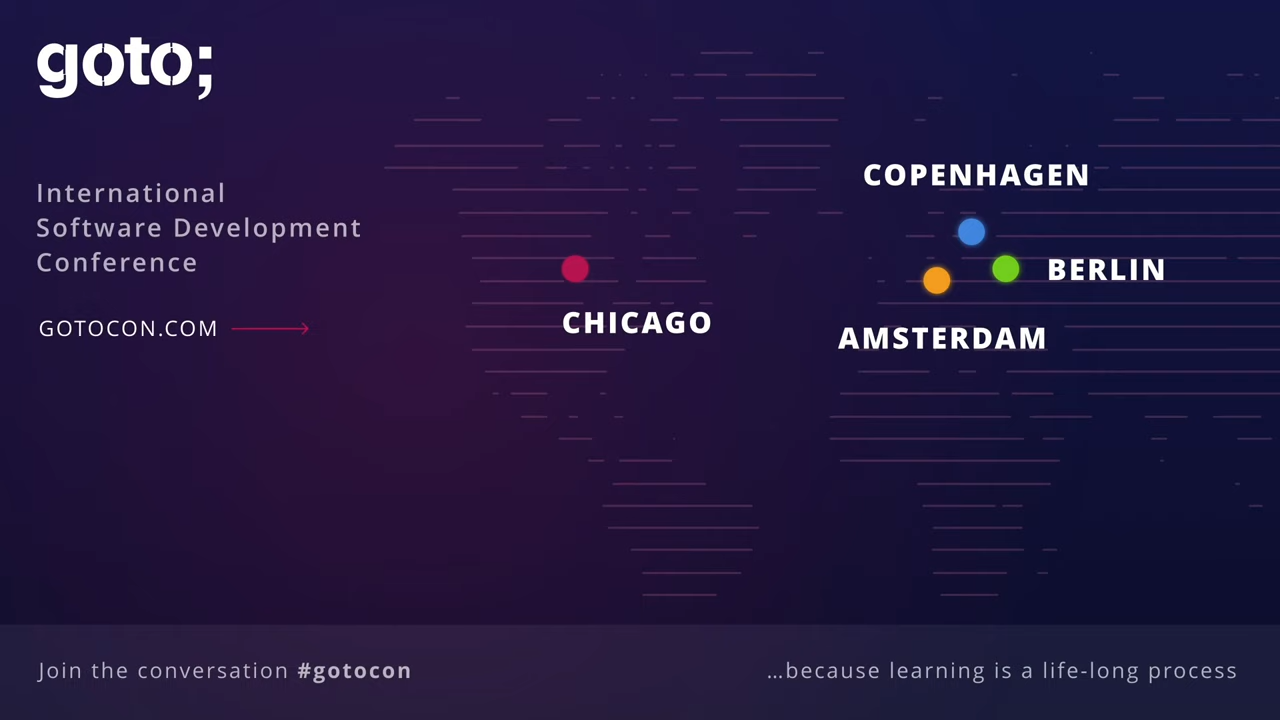 goto;
International
Software Development
Conference
GOTOCON.COM
COPENHAGEN
BERLIN
CHICAGO
AMSTERDAM
Join the conversation #gotocon
...because learning is a life-long process